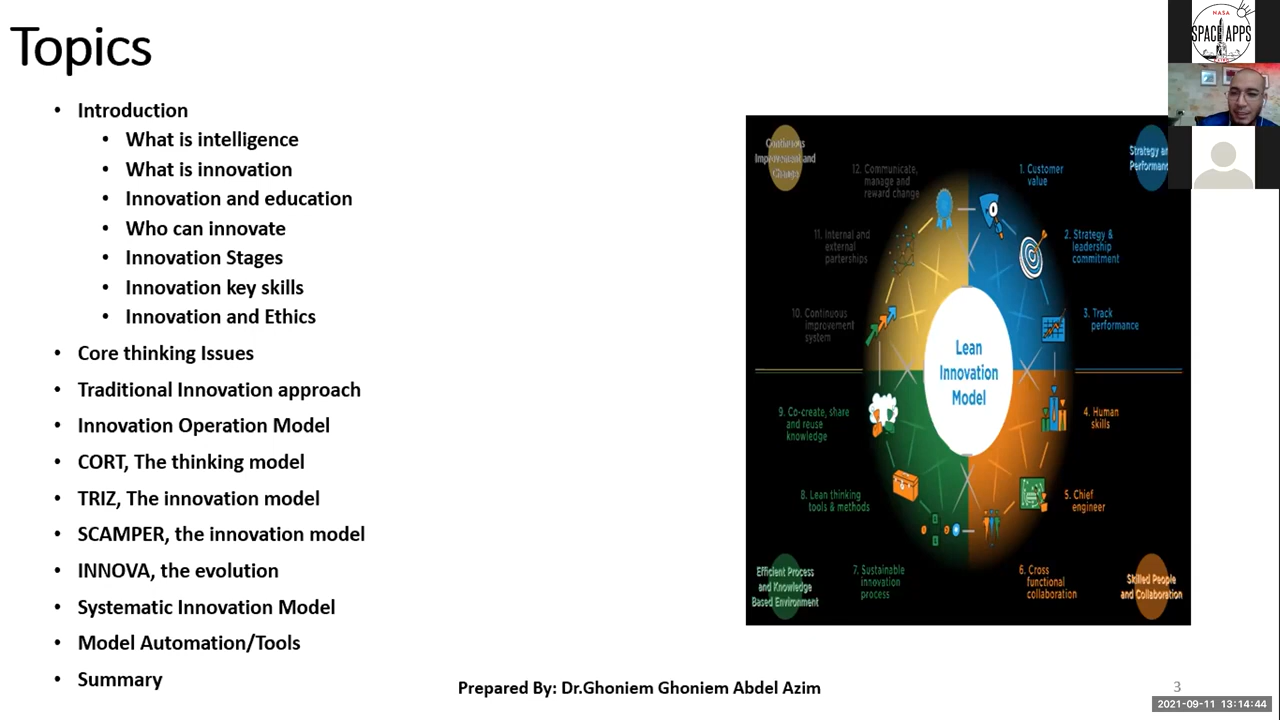 Topics
Introduction
What is intelligence
What is innovation
Innovation and education
Who can innovate
Innovation Stages
Innovation key skills
Innovation and Ethics
Core thinking Issues
Traditional Innovation approach
Innovation Operation Model
CORT, The thinking model
TRIZ, The innovation model
SCAMPER, the innovation model
INNOVA, the evolution
Systematic Innovation Model
Model Automation/Tools
Summary
Continuous
Improvement and
Change
Strategy an
Performanc
12. Communicate,
manage and
reward change
1. Customer
value
11. Internal and
external
parterships
2. Strategy &
leadership
commitment
10. Continuous
improvement
system
3. Track
performance
Lean
Innovation
Model
9. Co-create, share
and reuse
knowledge
4. Human
skills
8. Lean thinking
tools & methods
5. Chief
engineer
7. Sustainable
innovation
process
6. Cross
functional
collaboration
Efficient Process
and Knowledge
Based Environment
Skilled People
and Collaboration
Prepared By: Dr.Ghoniem Ghoniem Abdel Azim
3
NASA
SPACE APPS
2021-09-11 13:14:44